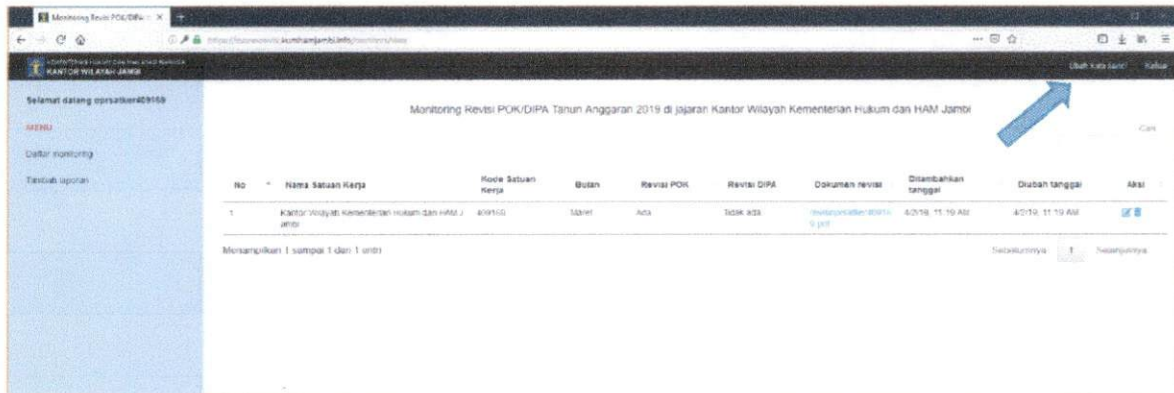 Monitoring Revisi POK/DIPA
KANTOR WILAYAH JAMBI
Ubah kata sandi Keluar
Selamat datang oprsatker409169
MENU
Daftar monitoring
Tambah laporan
Monitoring Revisi POK/DIPA Tahun Anggaran 2019 di jajaran Kantor Wilayah Kementerian Hukum dan HAM Jambi
Cari
No Nama Satuan Kerja Kode Satuan Kerja Bulan Revisi POK Revisi DIPA Dokumen revisi Ditambahkan tanggal Diubah tanggal Aksi
1 Kantor Wilayah Kementerian Hukum dan HAM Jambi 409169 Maret Ada Tidak ada 4/2/19, 11:19 AM 4/2/19, 11:19 AM
Menampilkan 1 sampai 1 dari 1 entri
Sebelumnya 1 Selanjutnya